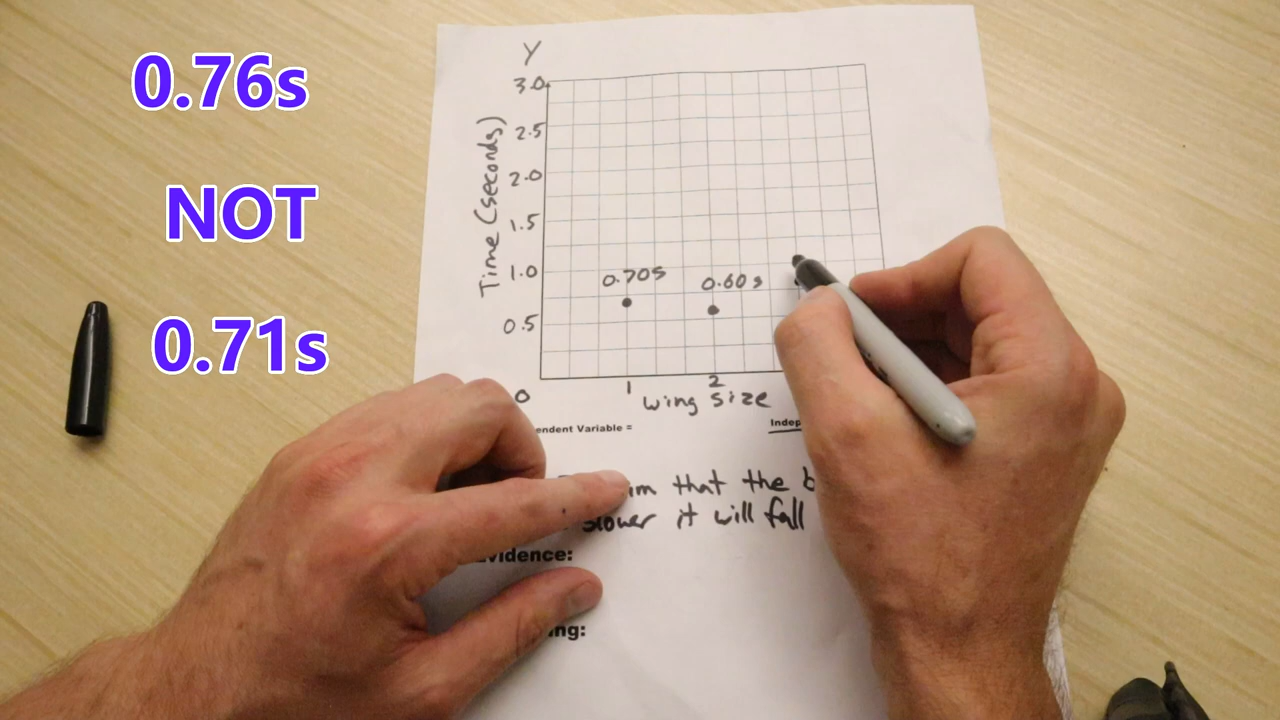 0.76s
NOT
0.71s
Y
3.0
2.5
2.0
1.5
1.0
0.5
0
Time (seconds)
0.70s
0.60s
1
2
wing size
endent Variable =
Indep
im that the b
slower it will fall
vidence:
ng: